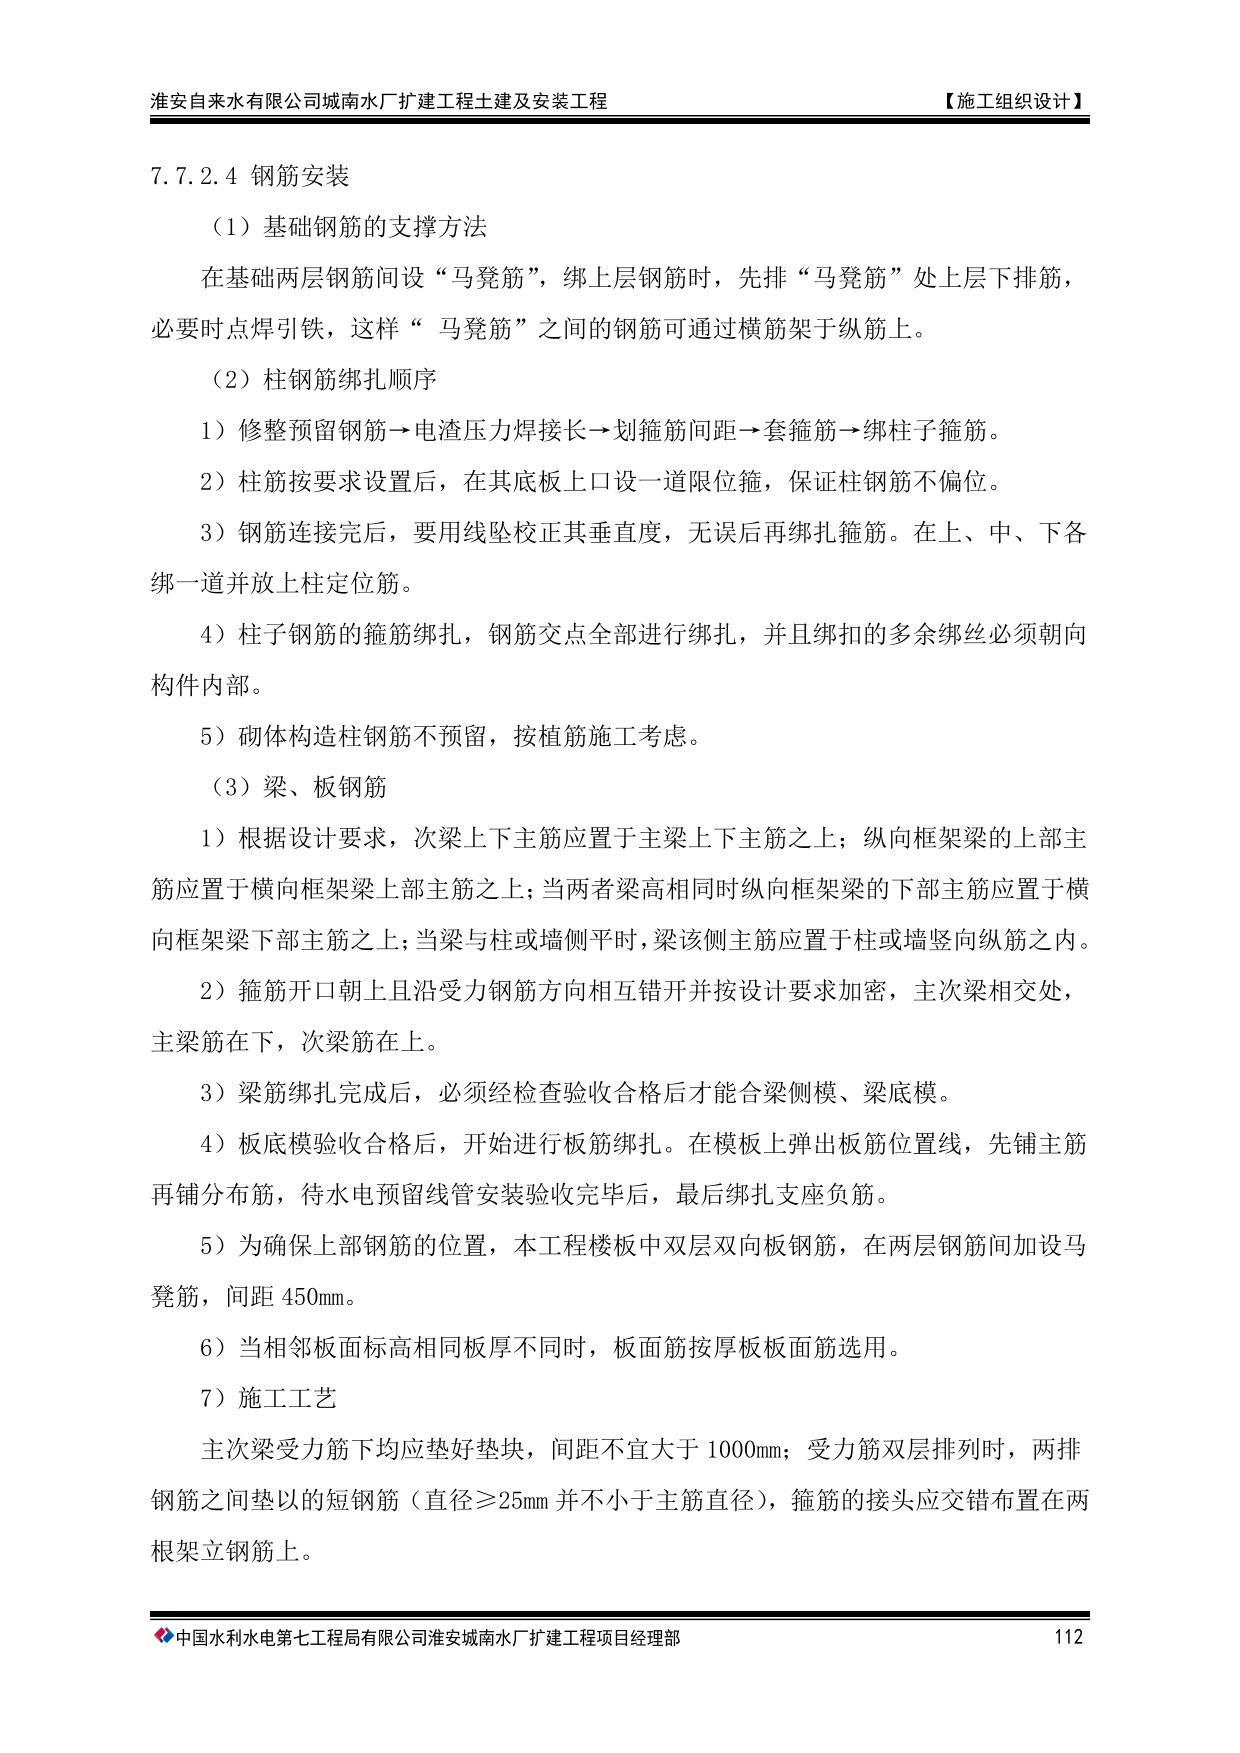 淮安自来水有限公司城南水厂扩建工程土建及安装工程 【施工组织设计】
7.7.2.4 钢筋安装
（1）基础钢筋的支撑方法
在基础两层钢筋间设“马凳筋”，绑上层钢筋时，先排“马凳筋”处上层下排筋，
必要时点焊引铁，这样“ 马凳筋”之间的钢筋可通过横筋架于纵筋上。
（2）柱钢筋绑扎顺序
1）修整预留钢筋→电渣压力焊接长→划箍筋间距→套箍筋→绑柱子箍筋。
2）柱筋按要求设置后，在其底板上口设一道限位箍，保证柱钢筋不偏位。
3）钢筋连接完后，要用线坠校正其垂直度，无误后再绑扎箍筋。在上、中、下各
绑一道并放上柱定位筋。
4）柱子钢筋的箍筋绑扎，钢筋交点全部进行绑扎，并且绑扣的多余绑丝必须朝向
构件内部。
5）砌体构造柱钢筋不预留，按植筋施工考虑。
（3）梁、板钢筋
1）根据设计要求，次梁上下主筋应置于主梁上下主筋之上；纵向框架梁的上部主
筋应置于横向框架梁上部主筋之上；当两者梁高相同时纵向框架梁的下部主筋应置于横
向框架梁下部主筋之上；当梁与柱或墙侧平时，梁该侧主筋应置于柱或墙竖向纵筋之内。
2）箍筋开口朝上且沿受力钢筋方向相互错开并按设计要求加密，主次梁相交处，
主梁筋在下，次梁筋在上。
3）梁筋绑扎完成后，必须经检查验收合格后才能合梁侧模、梁底模。
4）板底模验收合格后，开始进行板筋绑扎。在模板上弹出板筋位置线，先铺主筋
再铺分布筋，待水电预留线管安装验收完毕后，最后绑扎支座负筋。
5）为确保上部钢筋的位置，本工程楼板中双层双向板钢筋，在两层钢筋间加设马
凳筋，间距 450mm。
6）当相邻板面标高相同板厚不同时，板面筋按厚板板面筋选用。
7）施工工艺
主次梁受力筋下均应垫好垫块，间距不宜大于 1000mm；受力筋双层排列时，两排
钢筋之间垫以的短钢筋（直径≥25mm 并不小于主筋直径），箍筋的接头应交错布置在两
根架立钢筋上。
中国水利水电第七工程局有限公司淮安城南水厂扩建工程项目经理部 112